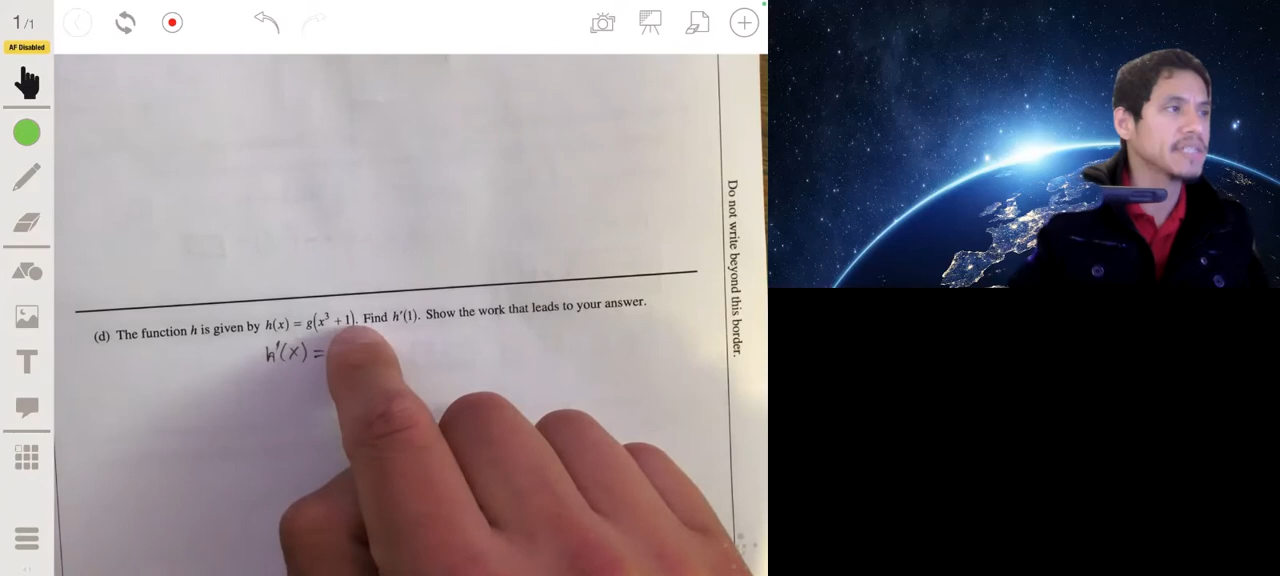 1/1
AF Disabled
T
Do not write beyond this border.
(d) The function h is given by h(x) = g(x³ + 1). Find h′(1). Show the work that leads to your answer.
h'(x) =